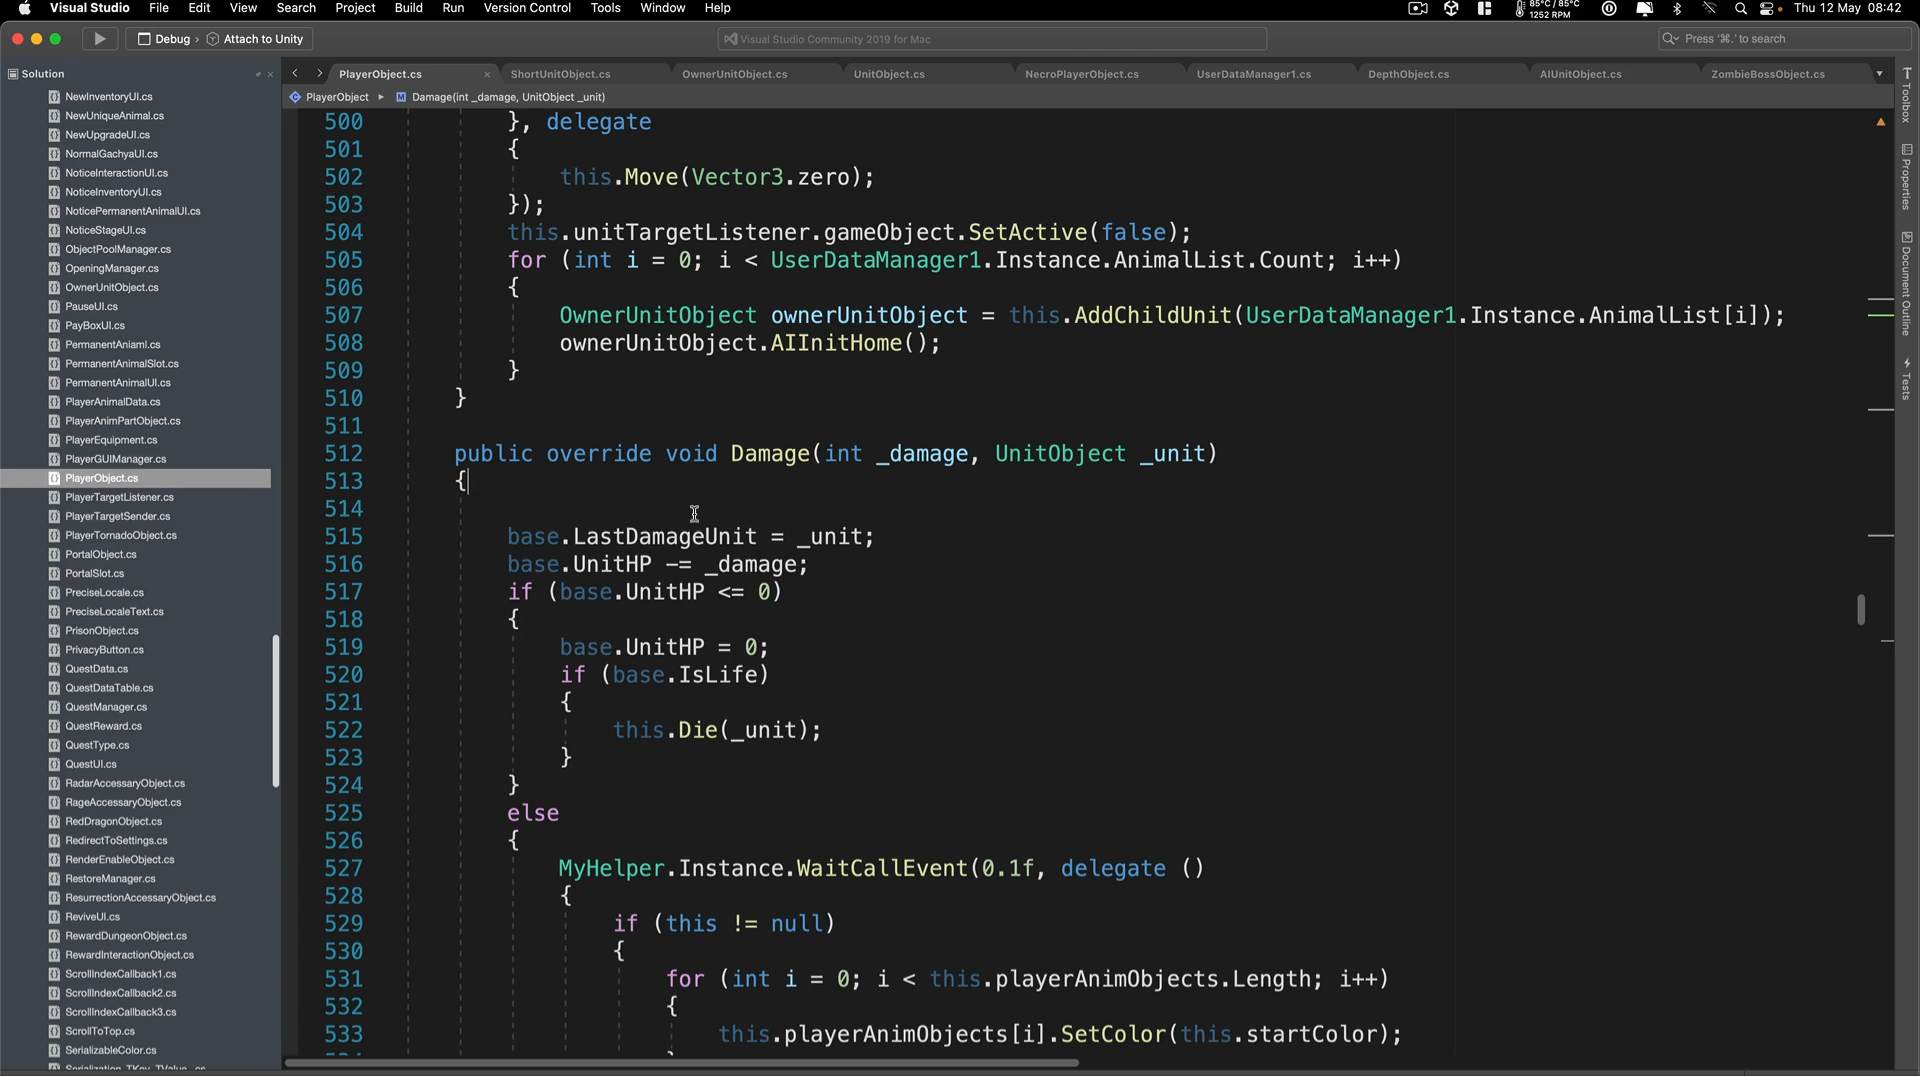 Visual Studio File Edit View Search Project Build Run Version Control Tools Window Help
85°C / 85°C
1252 RPM
Thu 12 May 08:42
Debug › Attach to Unity
Visual Studio Community 2019 for Mac
Press ‘⌘.’ to search
Solution
PlayerObject.cs
ShortUnitObject.cs
OwnerUnitObject.cs
UnitObject.cs
NecroPlayerObject.cs
UserDataManager1.cs
DepthObject.cs
AIUnitObject.cs
ZombieBossObject.cs
PlayerObject
Damage(int _damage, UnitObject _unit)
NewInventoryUI.cs
NewUniqueAnimal.cs
NewUpgradeUI.cs
NormalGachyaUI.cs
NoticeInteractionUI.cs
NoticeInventoryUI.cs
NoticePermanentAnimalUI.cs
NoticeStageUI.cs
ObjectPoolManager.cs
OpeningManager.cs
OwnerUnitObject.cs
PauseUI.cs
PayBoxUI.cs
PermanentAniaml.cs
PermanentAnimalSlot.cs
PermanentAnimalUI.cs
PlayerAnimalData.cs
PlayerAnimPartObject.cs
PlayerEquipment.cs
PlayerGUIManager.cs
PlayerObject.cs
PlayerTargetListener.cs
PlayerTargetSender.cs
PlayerTornadoObject.cs
PortalObject.cs
PortalSlot.cs
PreciseLocale.cs
PreciseLocaleText.cs
PrisonObject.cs
PrivacyButton.cs
QuestData.cs
QuestDataTable.cs
QuestManager.cs
QuestReward.cs
QuestType.cs
QuestUI.cs
RadarAccessaryObject.cs
RageAccessaryObject.cs
RedDragonObject.cs
RedirectToSettings.cs
RenderEnableObject.cs
RestoreManager.cs
ResurrectionAccessaryObject.cs
ReviveUI.cs
RewardDungeonObject.cs
RewardInteractionObject.cs
ScrollIndexCallback1.cs
ScrollIndexCallback2.cs
ScrollIndexCallback3.cs
ScrollToTop.cs
SerializableColor.cs
500 }, delegate
501 {
502 this.Move(Vector3.zero);
503 });
504 this.unitTargetListener.gameObject.SetActive(false);
505 for (int i = 0; i < UserDataManager1.Instance.AnimalList.Count; i++)
506 {
507 OwnerUnitObject ownerUnitObject = this.AddChildUnit(UserDataManager1.Instance.AnimalList[i]);
508 ownerUnitObject.AIInitHome();
509 }
510 }
511
512 public override void Damage(int _damage, UnitObject _unit)
513 {
514
515 base.LastDamageUnit = _unit;
516 base.UnitHP -= _damage;
517 if (base.UnitHP <= 0)
518 {
519 base.UnitHP = 0;
520 if (base.IsLife)
521 {
522 this.Die(_unit);
523 }
524 }
525 else
526 {
527 MyHelper.Instance.WaitCallEvent(0.1f, delegate ()
528 {
529 if (this != null)
530 {
531 for (int i = 0; i < this.playerAnimObjects.Length; i++)
532 {
533 this.playerAnimObjects[i].SetColor(this.startColor);
Toolbox
Properties
Document Outline
Tests